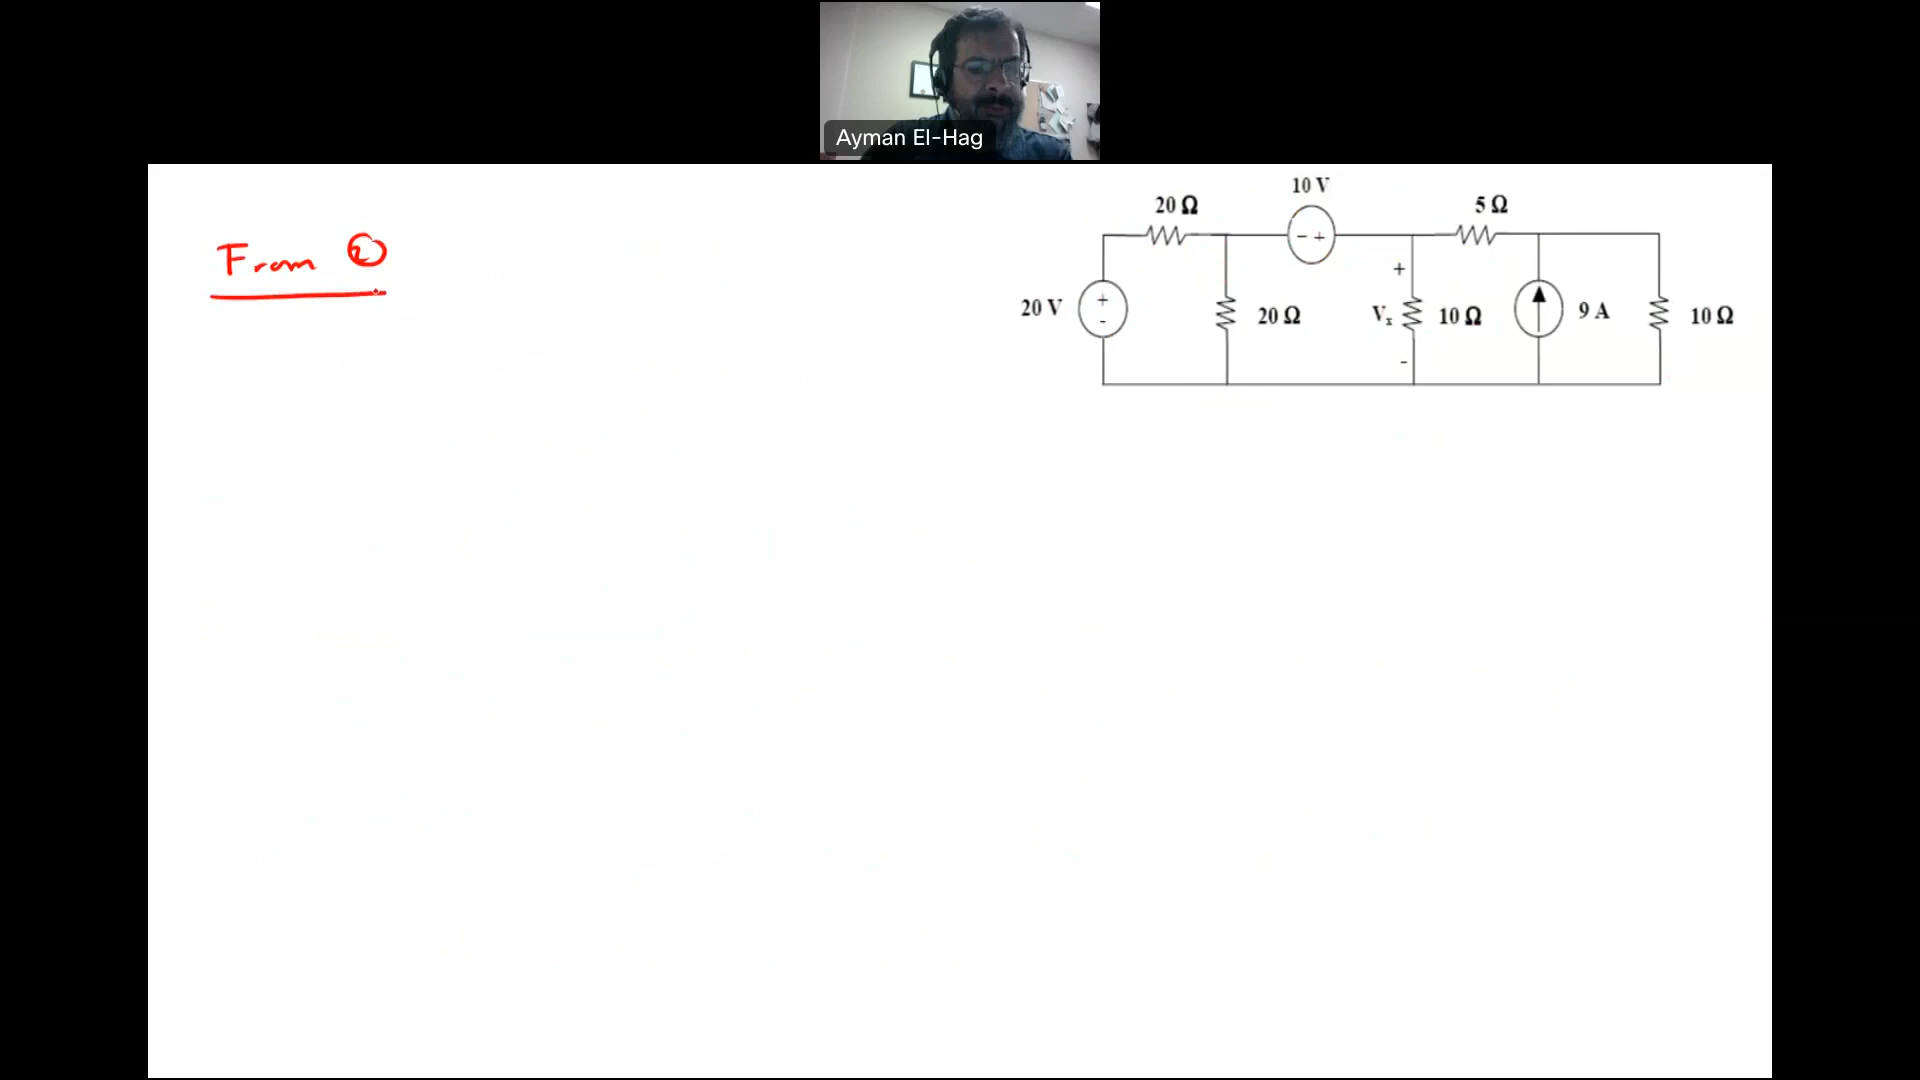 Ayman El-Hag
From ②
10 V
20 Ω
5 Ω
- +
+
20 V
+
-
20 Ω
Vx
10 Ω
9 A
10 Ω
-